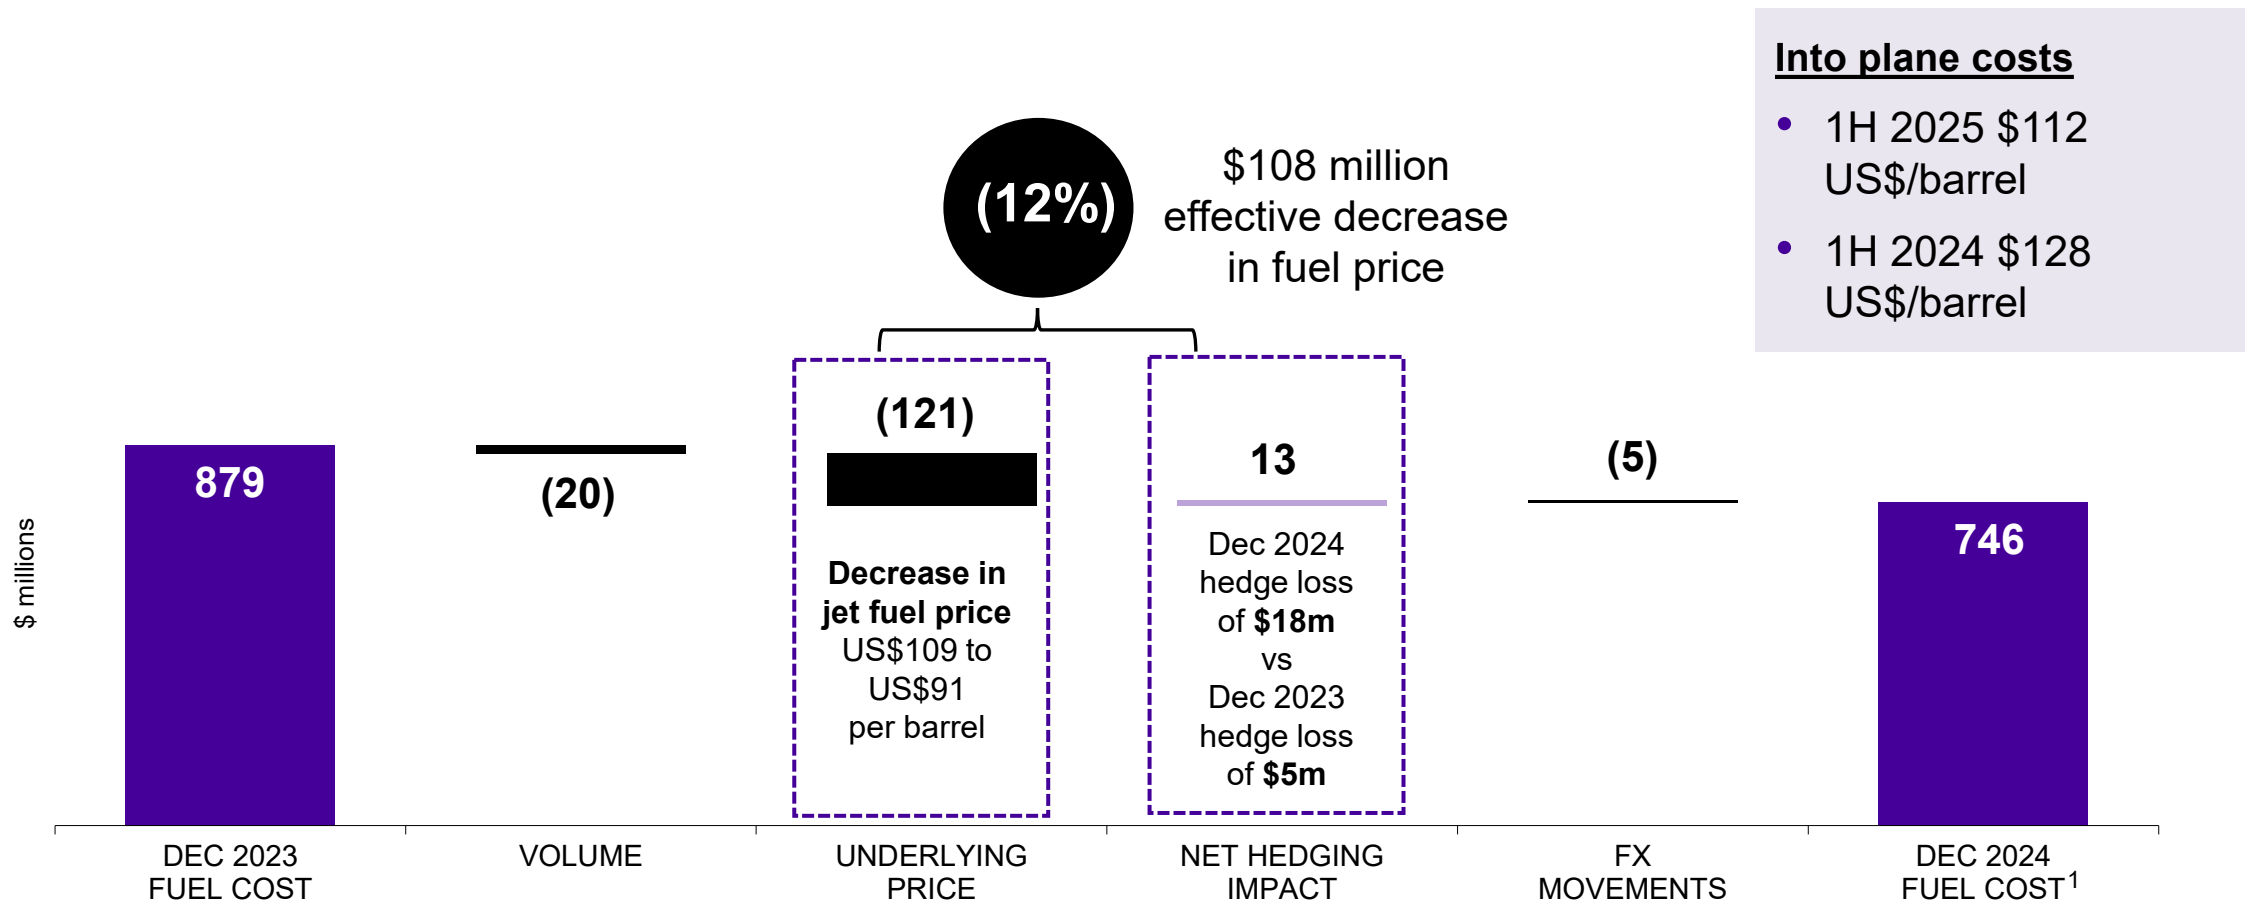 Into plane costs
• 1H 2025 $112
US$/barrel
• 1H 2024 $128
US$/barrel
(12%)
$108 million
effective decrease
in fuel price
$ millions
879
(20)
(121)
Decrease in
jet fuel price
US$109 to
US$91
per barrel
13
Dec 2024
hedge loss
of $18m
vs
Dec 2023
hedge loss
of $5m
(5)
746
DEC 2023
FUEL COST
VOLUME
UNDERLYING
PRICE
NET HEDGING
IMPACT
FX
MOVEMENTS
DEC 2024
FUEL COST1